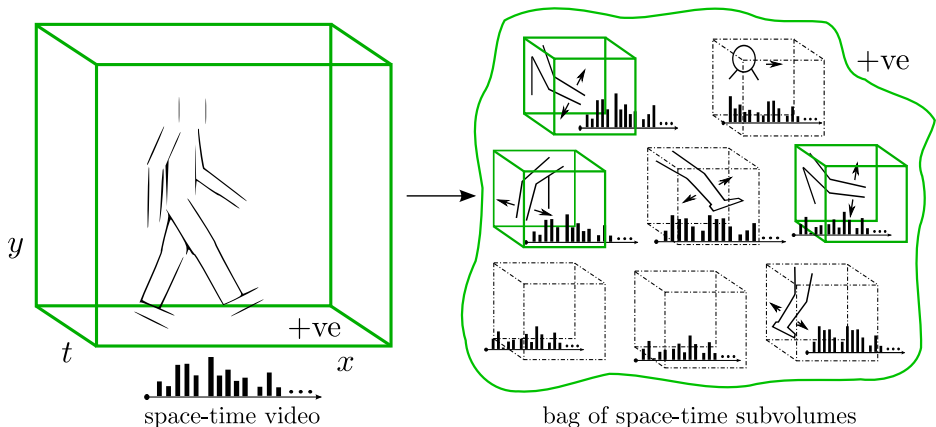 +ve
y
+ve
t
x
space-time video
bag of space-time subvolumes